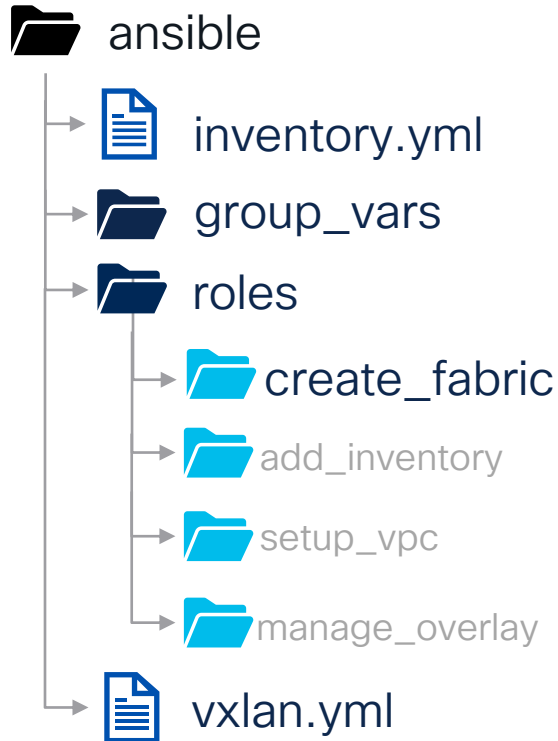 ansible
inventory.yml
group_vars
roles
create_fabric
add_inventory
setup_vpc
manage_overlay
vxlan.yml